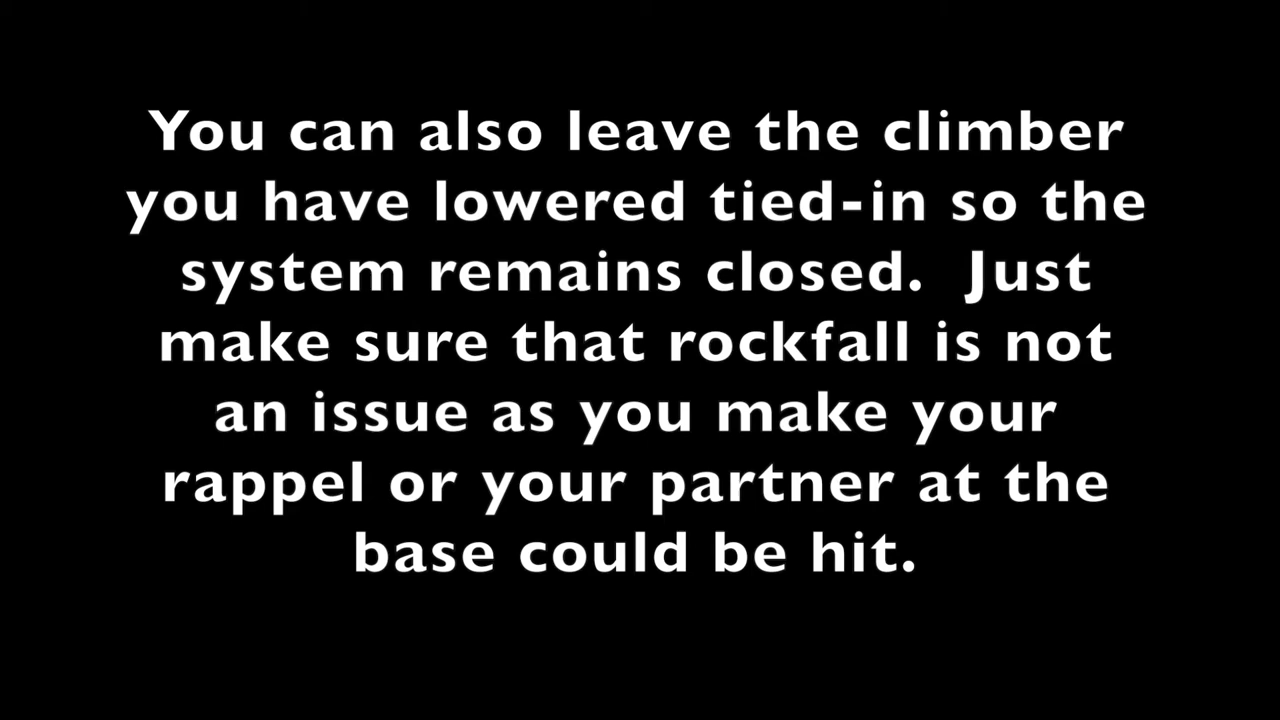 You can also leave the climber
you have lowered tied-in so the
system remains closed.  Just
make sure that rockfall is not
an issue as you make your
rappel or your partner at the
base could be hit.